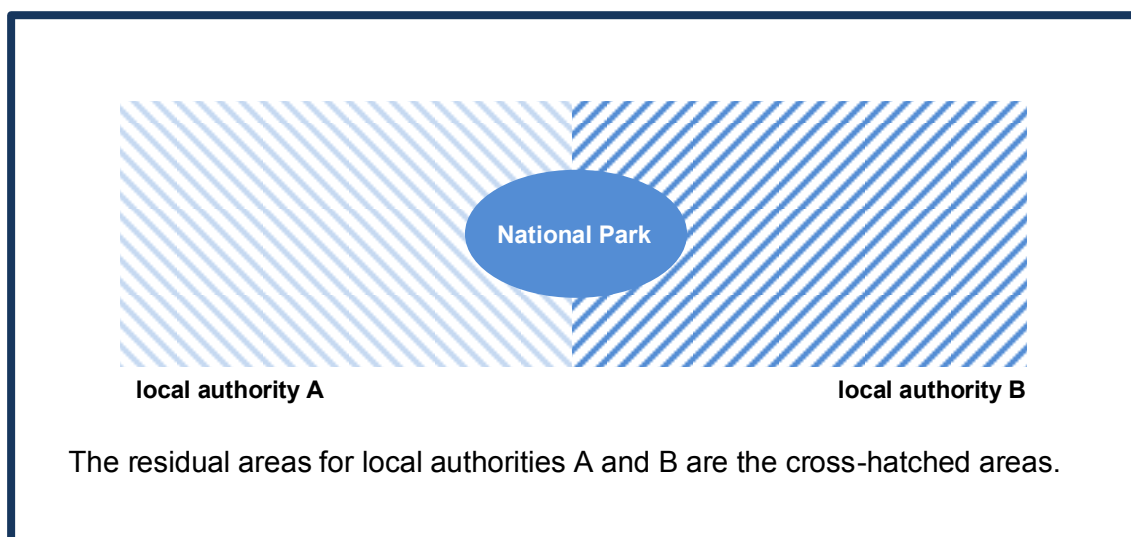 National Park
local authority A
local authority B
The residual areas for local authorities A and B are the cross-hatched areas.